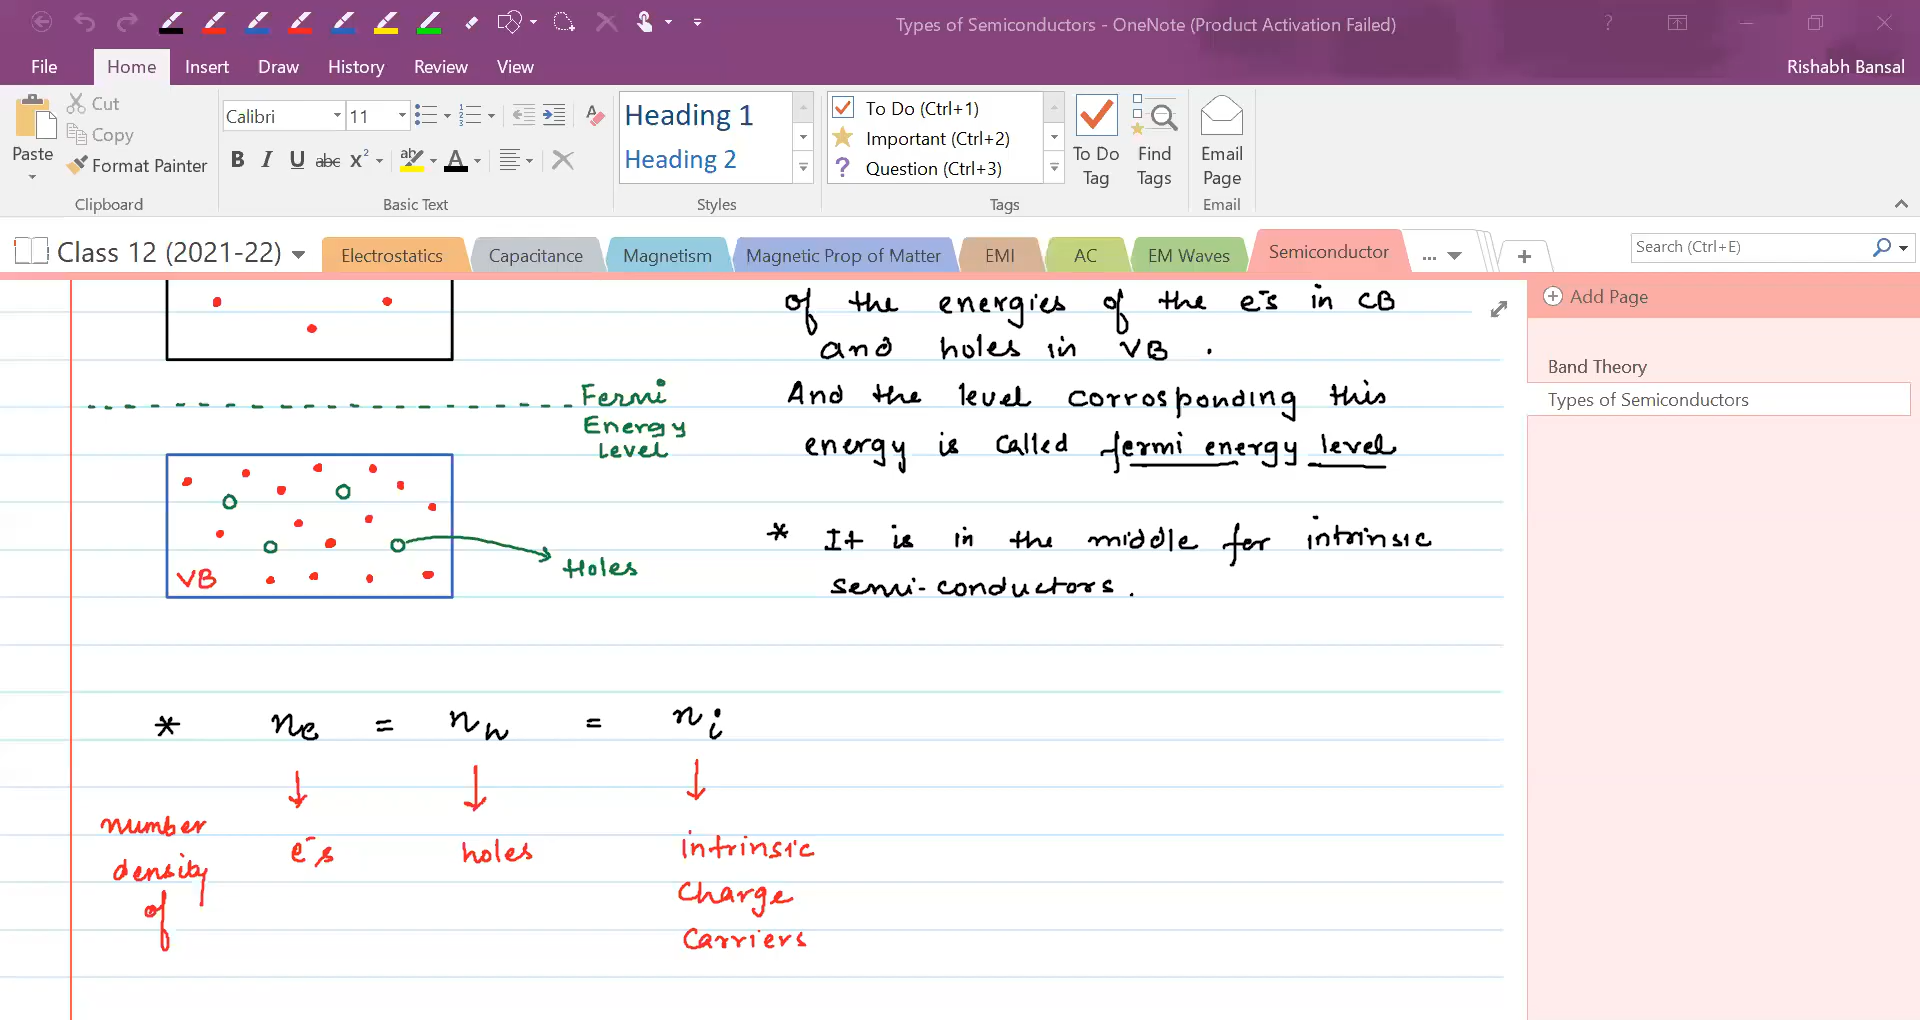 Types of Semiconductors - OneNote (Product Activation Failed)
?
File Home Insert Draw History Review View
Rishabh Bansal
Paste
Cut
Copy
Format Painter
Clipboard
Calibri 11
B I U abc x² A
Basic Text
Heading 1
Heading 2
Styles
To Do (Ctrl+1)
Important (Ctrl+2)
? Question (Ctrl+3)
To Do
Tag
Find
Tags
Tags
Email
Page
Email
Class 12 (2021-22)
Electrostatics Capacitance Magnetism Magnetic Prop of Matter EMI AC EM Waves Semiconductor ... +
Search (Ctrl+E)
Add Page
Band Theory
Types of Semiconductors
of the energies of the e⁻s in CB
and holes in VB .
And the level corrosponding this
energy is called fermi energy level
Fermi
Energy
level
VB
Holes
* It is in the middle for intrinsic
semi-conductors.
* nₑ = nₕ = nᵢ
number
density
of
e⁻s
holes
intrinsic
charge
carriers